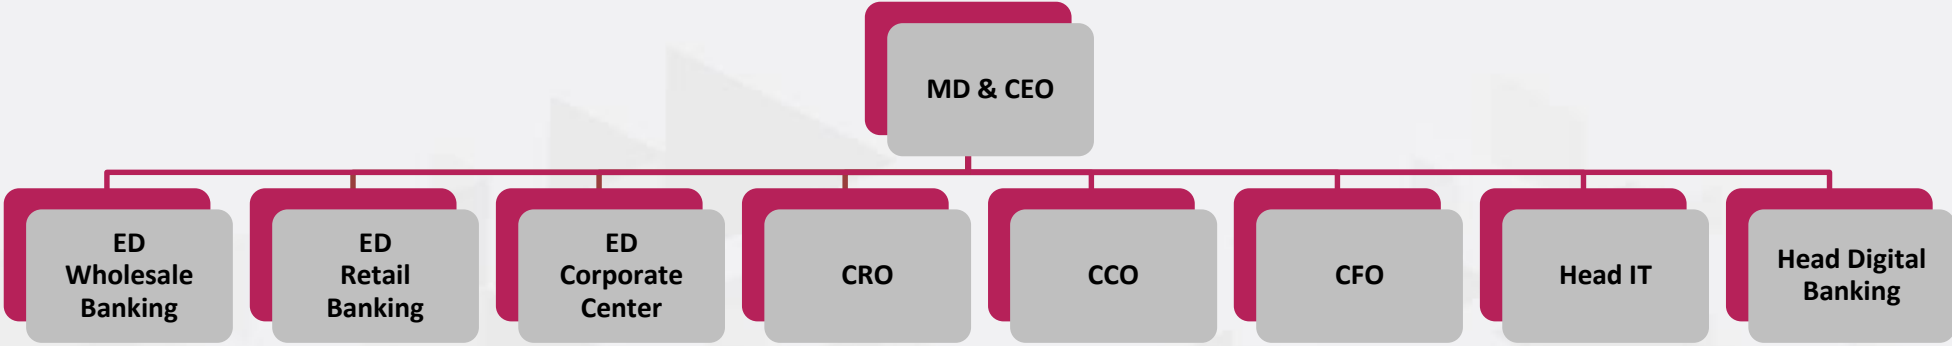 MD & CEO
ED
Wholesale
Banking
ED
Retail
Banking
ED
Corporate
Center
CRO
CCO
CFO
Head IT
Head Digital
Banking